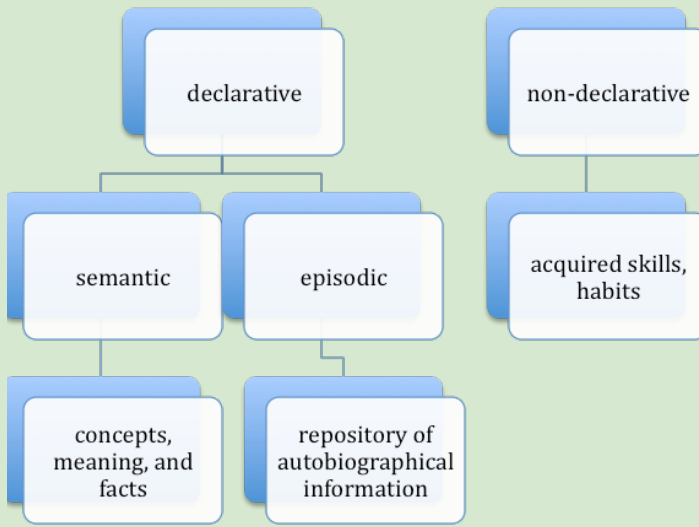 declarative
non-declarative
semantic
episodic
acquired skills,
habits
concepts,
meaning, and
facts
repository of
autobiographical
information